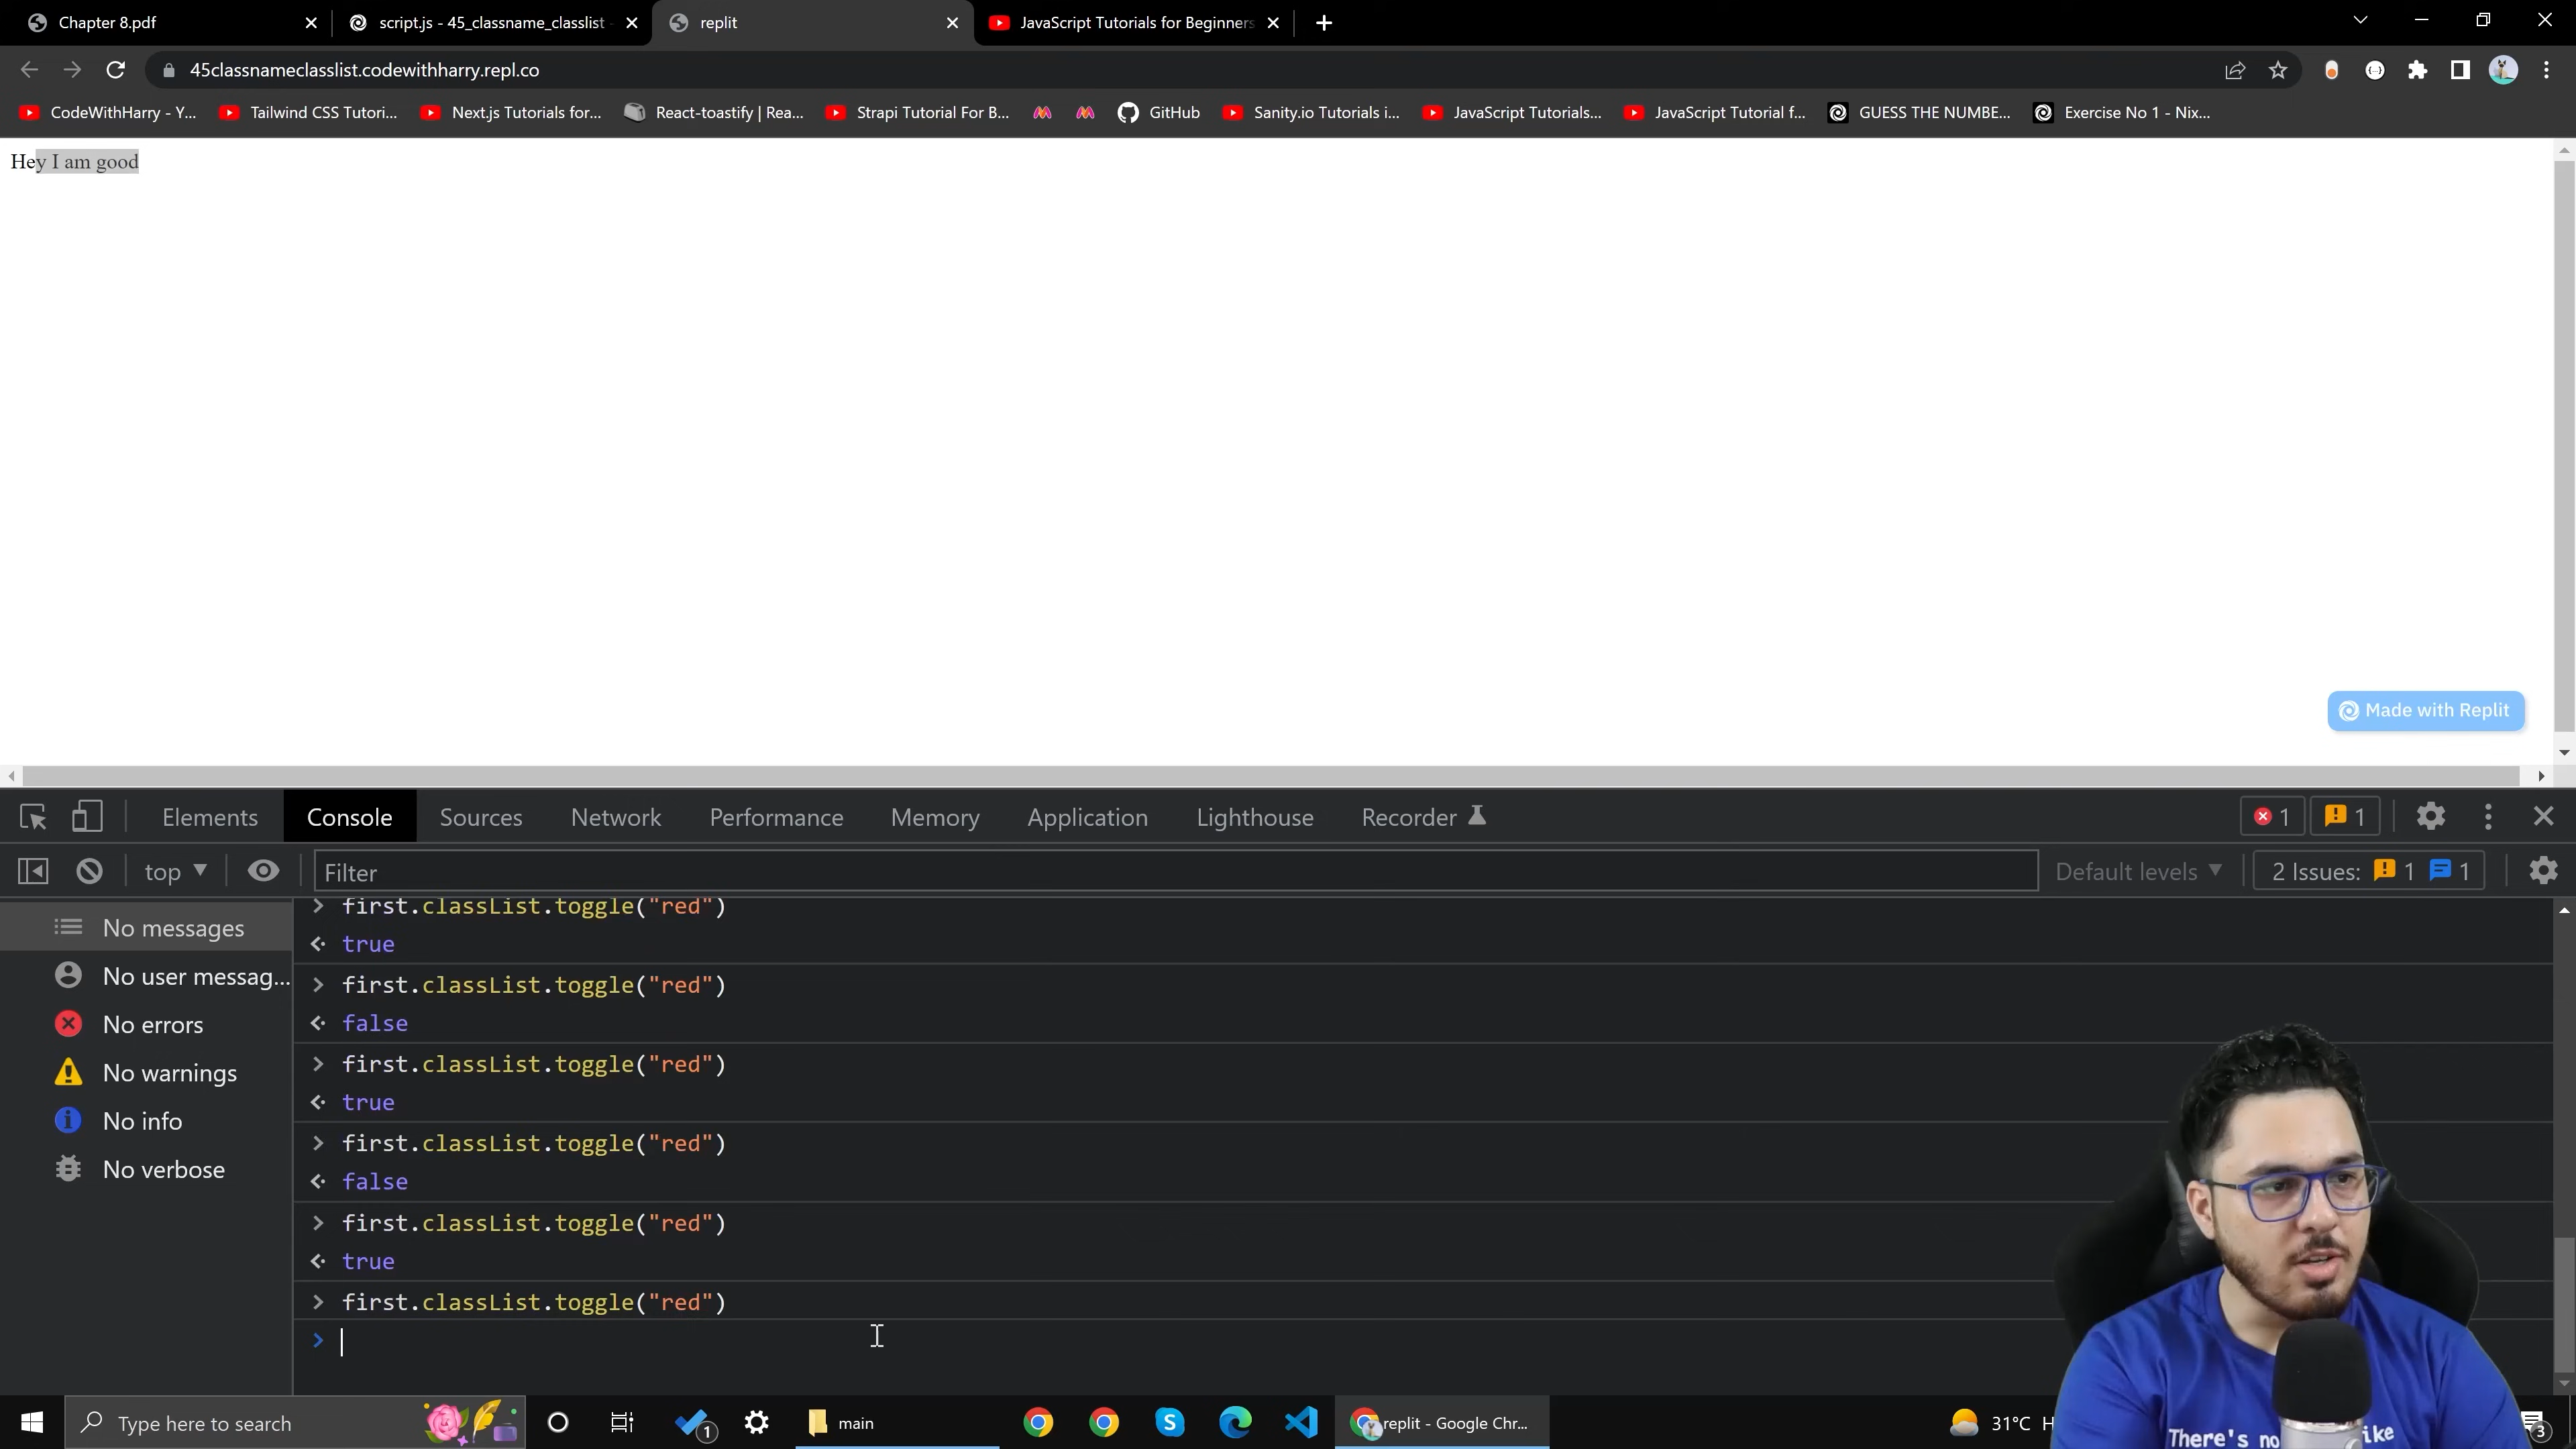 Chapter 8.pdf
script.js - 45_classname_classlist -
replit
JavaScript Tutorials for Beginners
45classnameclasslist.codewithharry.repl.co
CodeWithHarry - Y...
Tailwind CSS Tutori...
Next.js Tutorials for...
React-toastify | Rea...
Strapi Tutorial For B...
GitHub
Sanity.io Tutorials i...
JavaScript Tutorials...
JavaScript Tutorial f...
GUESS THE NUMBE...
Exercise No 1 - Nix...
Hey I am good
Made with Replit
Elements
Console
Sources
Network
Performance
Memory
Application
Lighthouse
Recorder
1
1
top
Filter
Default levels
2 Issues: 1 1
No messages
No user messag...
No errors
No warnings
No info
No verbose
> first.classList.toggle("red")
true
> first.classList.toggle("red")
false
> first.classList.toggle("red")
true
> first.classList.toggle("red")
false
> first.classList.toggle("red")
true
> first.classList.toggle("red")
>
There's no
ike
Type here to search
1
main
replit - Google Chr...
31°C H
3